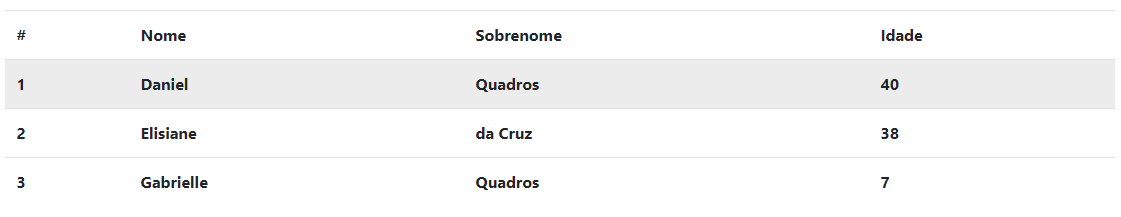 # Nome Sobrenome Idade
1 Daniel Quadros 40
2 Elisiane da Cruz 38
3 Gabrielle Quadros 7